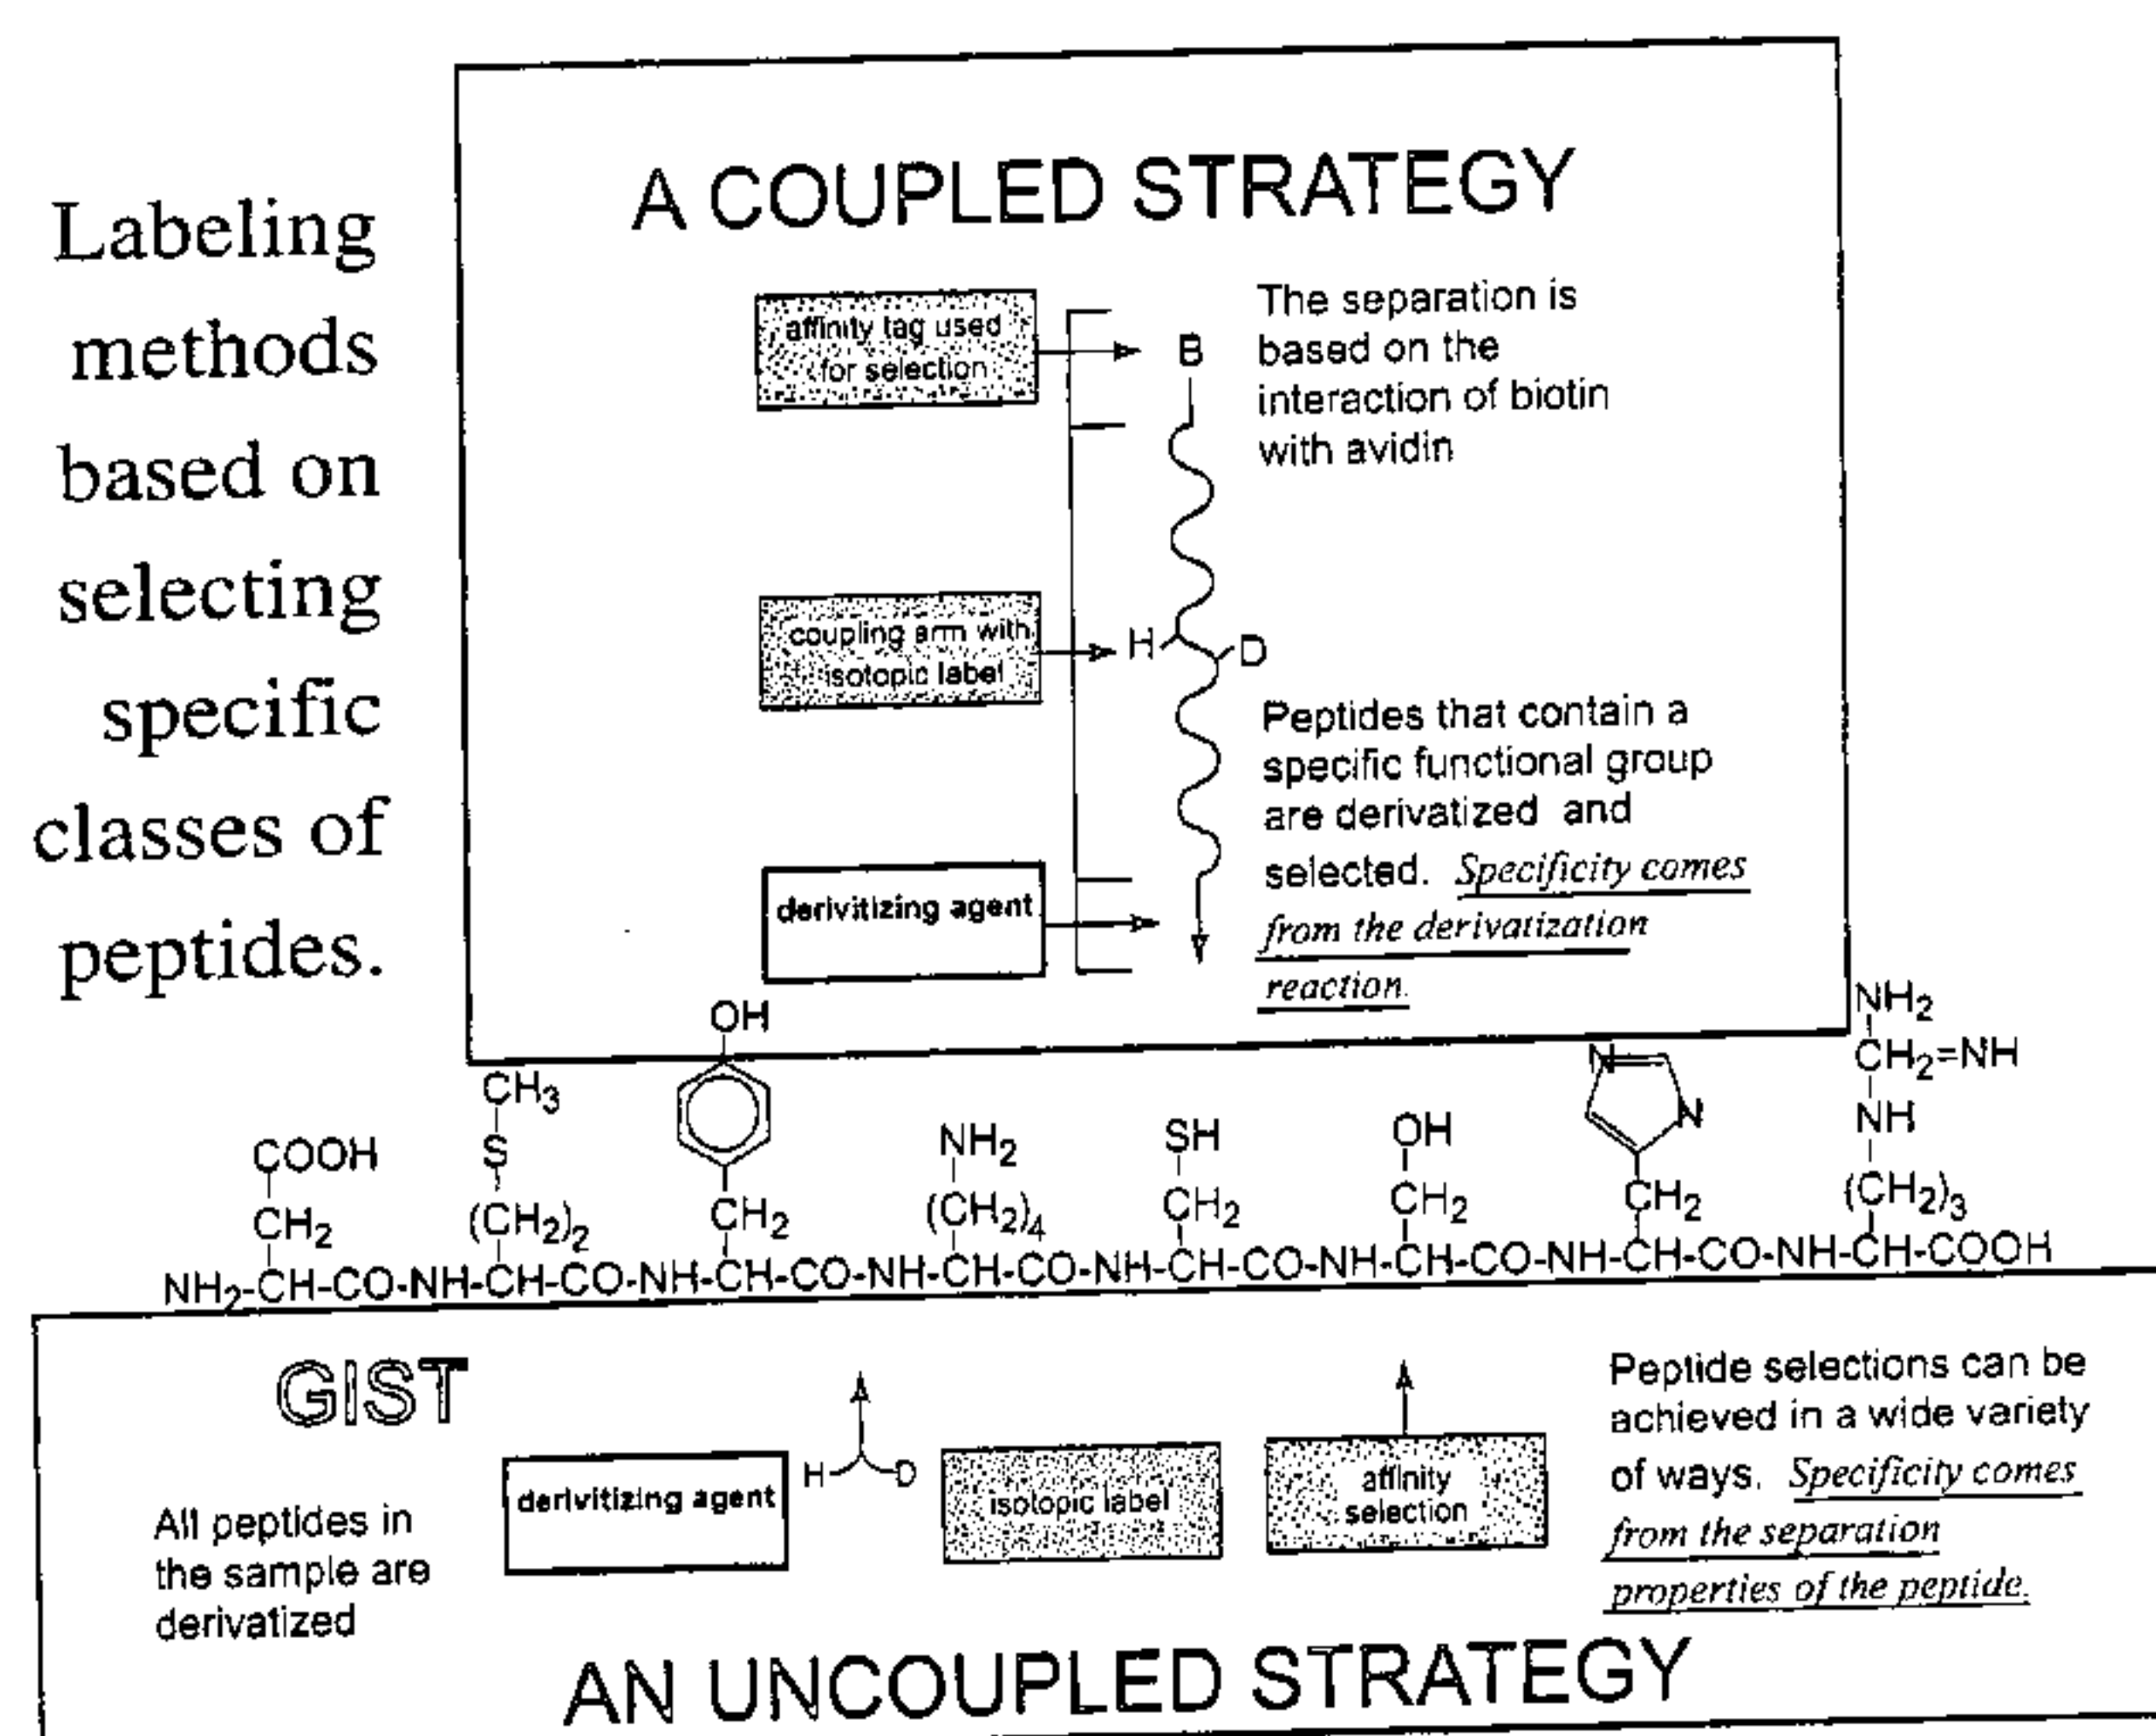 Labeling
methods
based on
selecting
specific
classes of
peptides.
A COUPLED STRATEGY
affinity tag used
for selection
B
The separation is
based on the
interaction of biotin
with avidin
coupling arm with
isotopic label
H
D
Peptides that contain a
specific functional group
are derivatized and
selected. Specificity comes
from the derivatization
reaction.
derivitizing agent
OH
NH2
CH3
N
CH2=NH
COOH
S
NH2
SH
OH
N
NH
CH2
(CH2)2
CH2
(CH2)4
CH2
CH2
CH2
(CH2)3
NH2-CH-CO-NH-CH-CO-NH-CH-CO-NH-CH-CO-NH-CH-CO-NH-CH-CO-NH-CH-CO-NH-CH-COOH
GIST
All peptides in
the sample are
derivatized
derivitizing agent
H
D
isotopic label
affinity
selection
Peptide selections can be
achieved in a wide variety
of ways. Specificity comes
from the separation
properties of the peptide.
AN UNCOUPLED STRATEGY